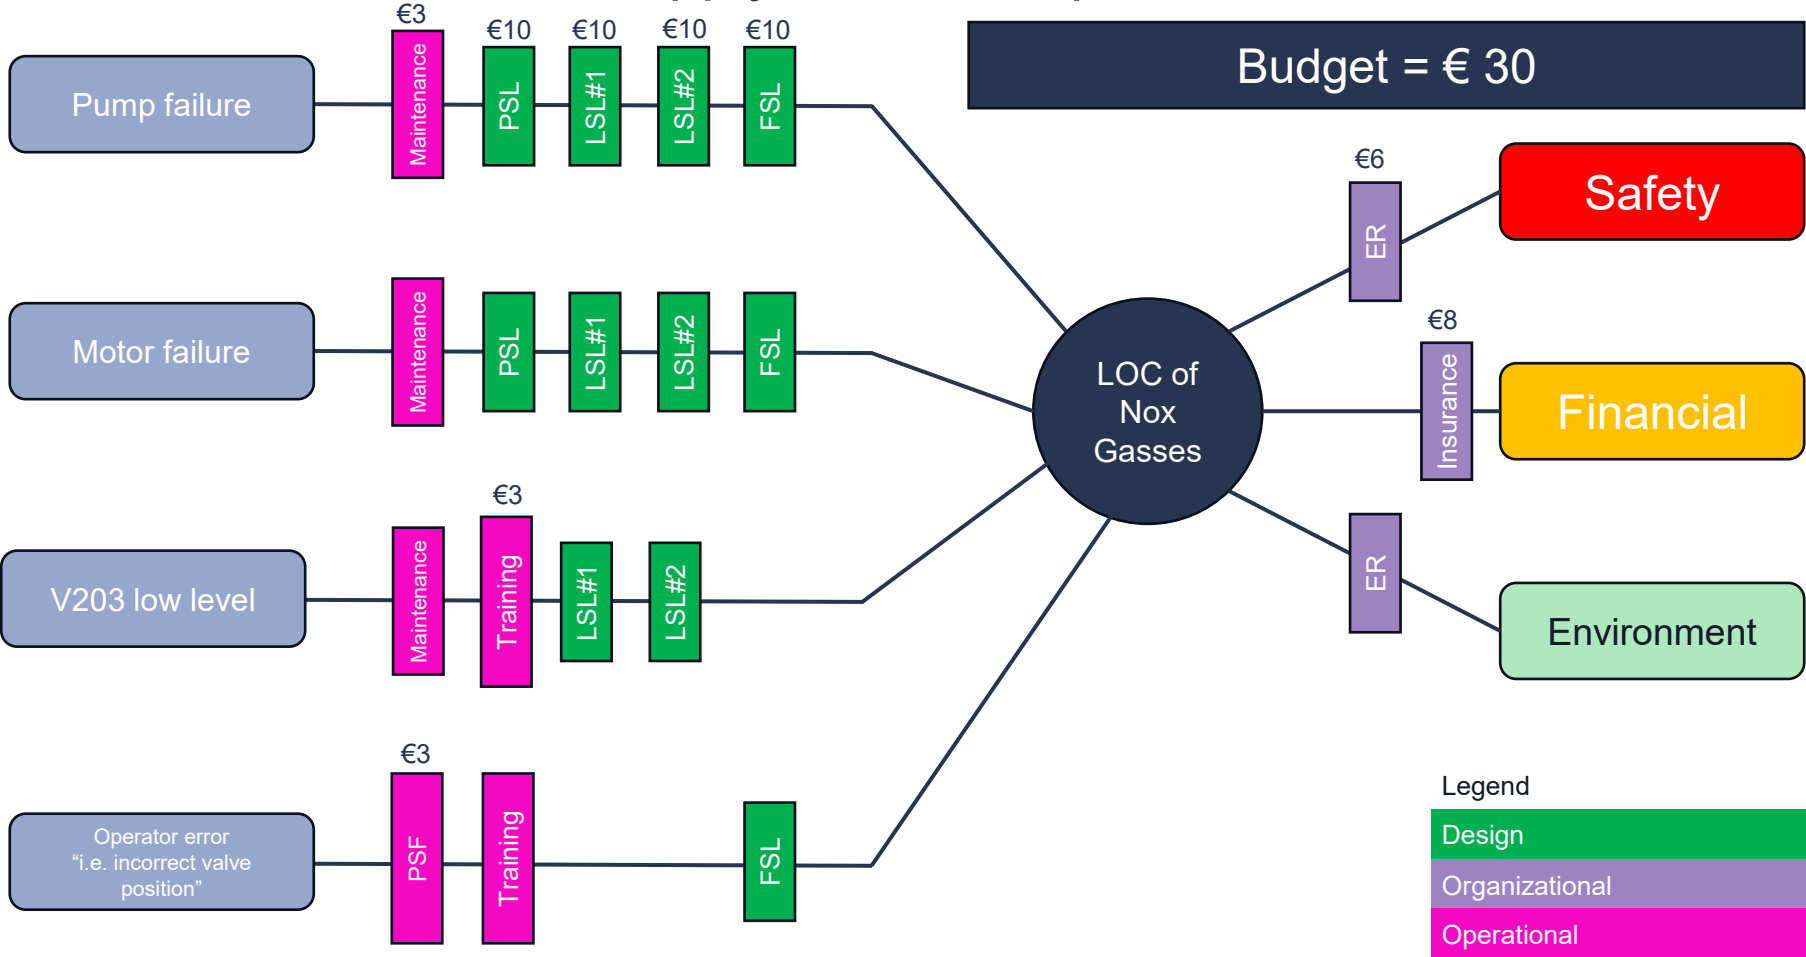 €3
€10
€10
€10
€10
Budget = € 30
Pump failure
Maintenance
PSL
LSL#1
LSL#2
FSL
€6
ER
Safety
Motor failure
Maintenance
PSL
LSL#1
LSL#2
FSL
LOC of
Nox
Gasses
€8
Insurance
Financial
€3
V203 low level
Maintenance
Training
LSL#1
LSL#2
ER
Environment
€3
Operator error
“i.e. incorrect valve
position”
PSF
Training
FSL
Legend
Design
Organizational
Operational